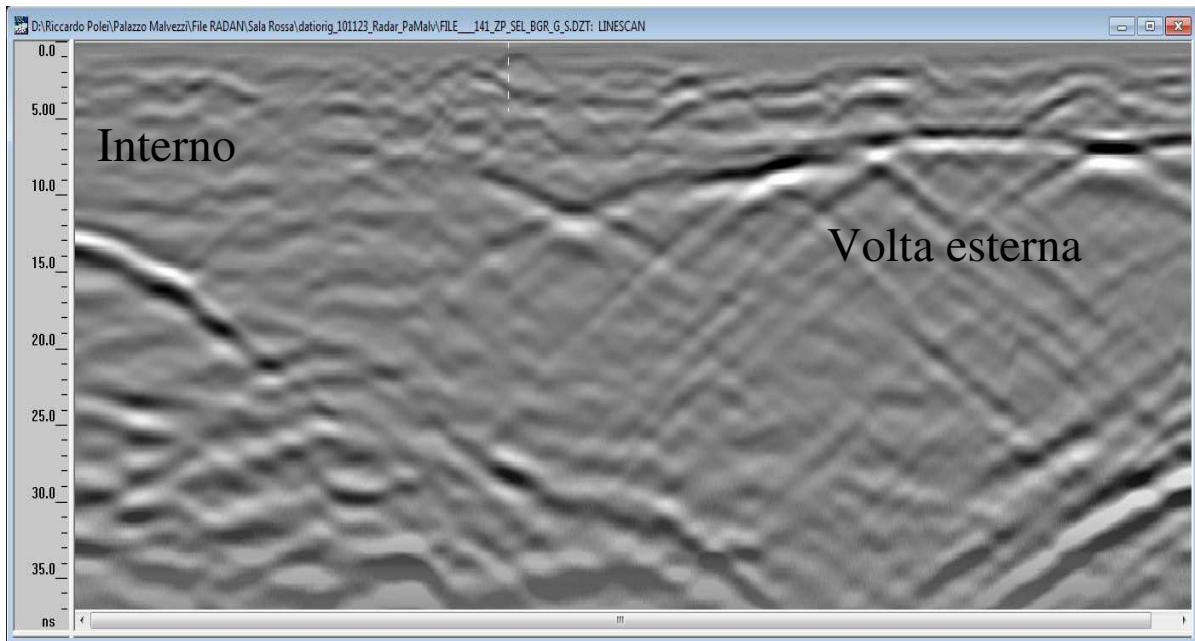 D:\Riccardo Polei\Palazzo Malvezzi\File RADAN\Sala Rossa\datiorig_101123_Radar_PaMalv\FILE___141_ZP_SEL_BGR_G_S.DZT: LINESCAN
0.0
5.00
Interno
10.0
Volta esterna
15.0
20.0
25.0
30.0
35.0
ns